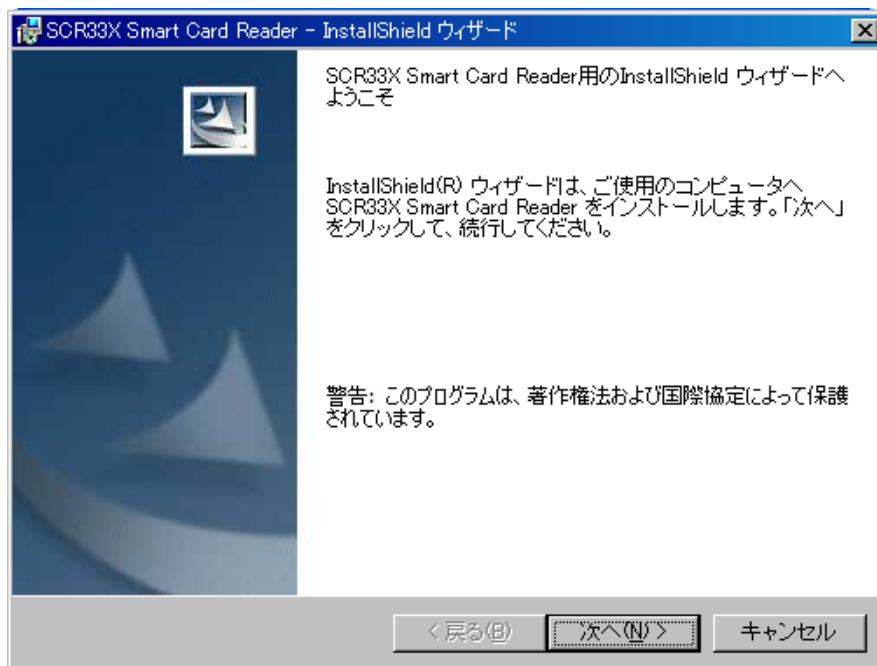 SCR33X Smart Card Reader - InstallShield ウィザード
SCR33X Smart Card Reader用のInstallShield ウィザードへ
ようこそ
InstallShield(R) ウィザードは、ご使用のコンピュータへ
SCR33X Smart Card Reader をインストールします。「次へ」
をクリックして、続行してください。
警告: このプログラムは、著作権法および国際協定によって保護
されています。
< 戻る(B)
次へ(N) >
キャンセル